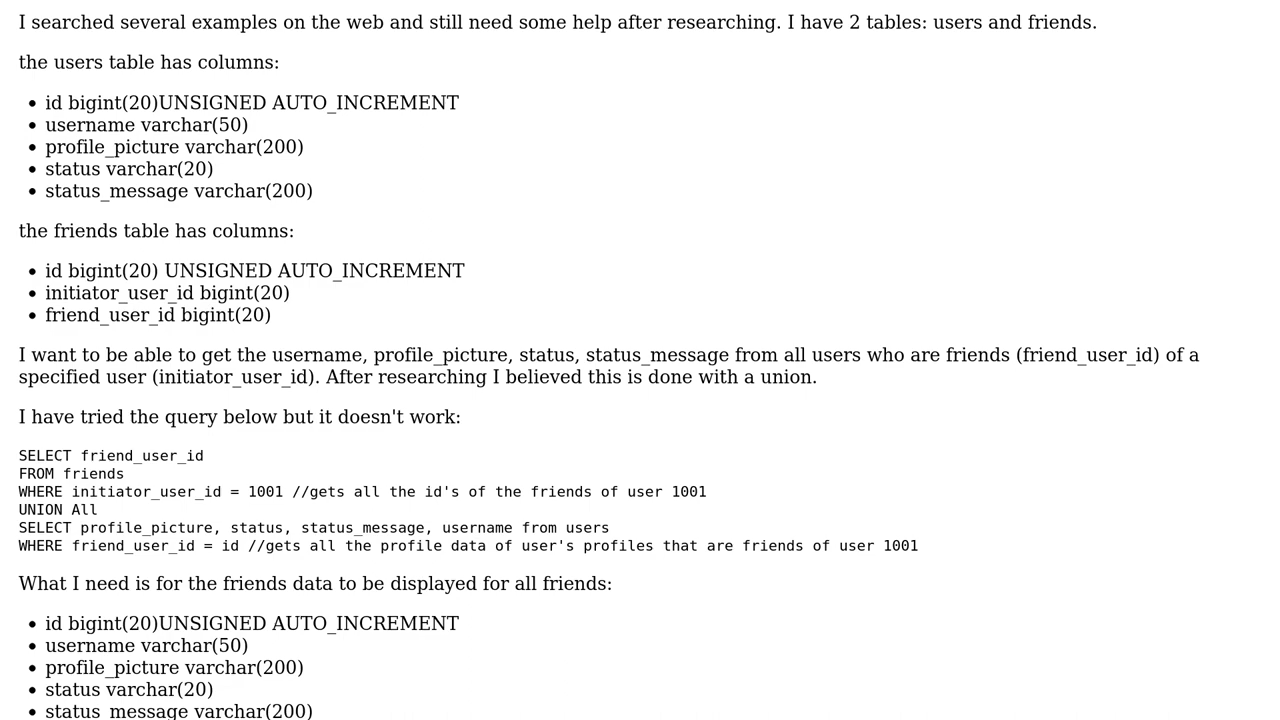 I searched several examples on the web and still need some help after researching. I have 2 tables: users and friends.
the users table has columns:
• id bigint(20)UNSIGNED AUTO_INCREMENT
• username varchar(50)
• profile_picture varchar(200)
• status varchar(20)
• status_message varchar(200)
the friends table has columns:
• id bigint(20) UNSIGNED AUTO_INCREMENT
• initiator_user_id bigint(20)
• friend_user_id bigint(20)
I want to be able to get the username, profile_picture, status, status_message from all users who are friends (friend_user_id) of a
specified user (initiator_user_id). After researching I believed this is done with a union.
I have tried the query below but it doesn't work:
SELECT friend_user_id
FROM friends
WHERE initiator_user_id = 1001 //gets all the id's of the friends of user 1001
UNION All
SELECT profile_picture, status, status_message, username from users
WHERE friend_user_id = id //gets all the profile data of user's profiles that are friends of user 1001
What I need is for the friends data to be displayed for all friends:
• id bigint(20)UNSIGNED AUTO_INCREMENT
• username varchar(50)
• profile_picture varchar(200)
• status varchar(20)
• status_message varchar(200)